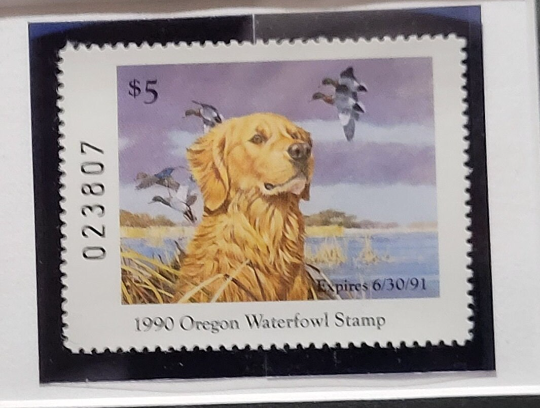 $5
023807
Expires 6/30/91
1990 Oregon Waterfowl Stamp